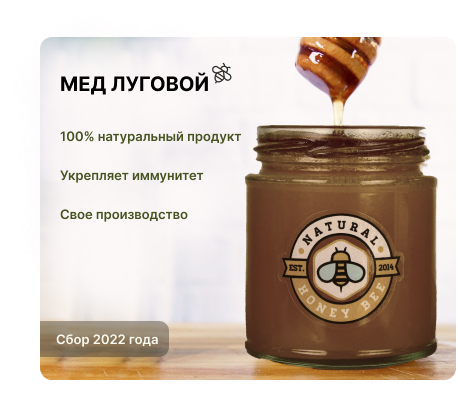 МЕД ЛУГОВОЙ
100% натуральный продукт
Укрепляет иммунитет
Свое производство
NATURAL
EST. 2014
HONEY BEE
Сбор 2022 года